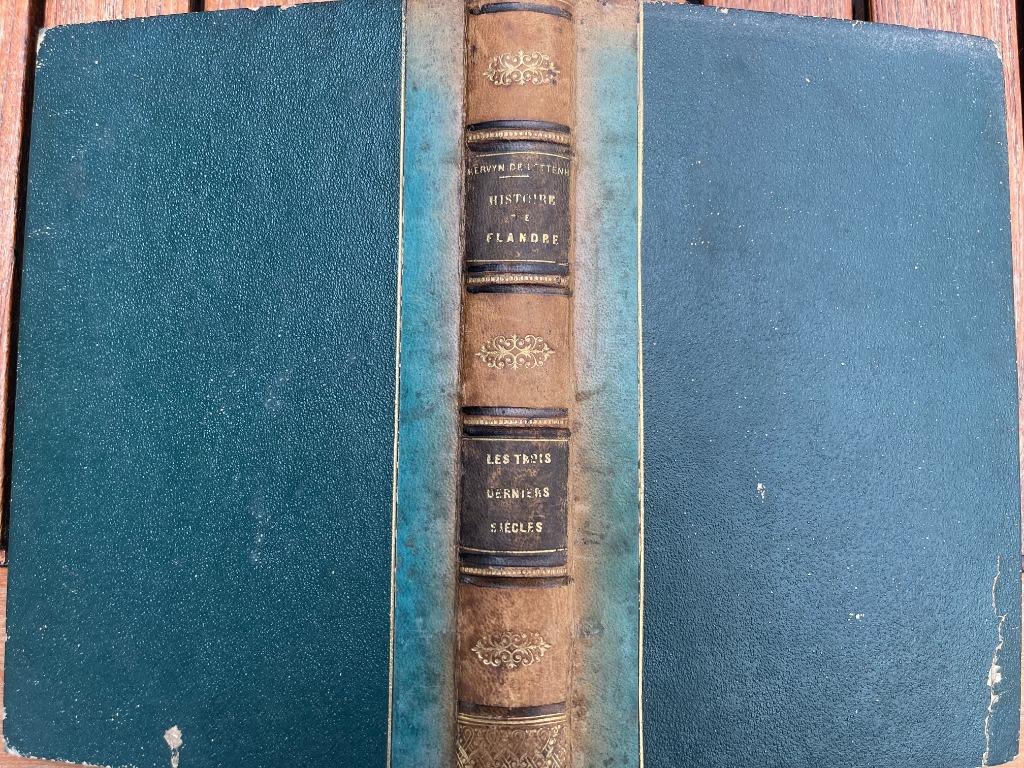 KERVYN DE LETTENH
HISTOIRE
DE
FLANDRE
LES TROIS
DERNIERS
SIÈCLES